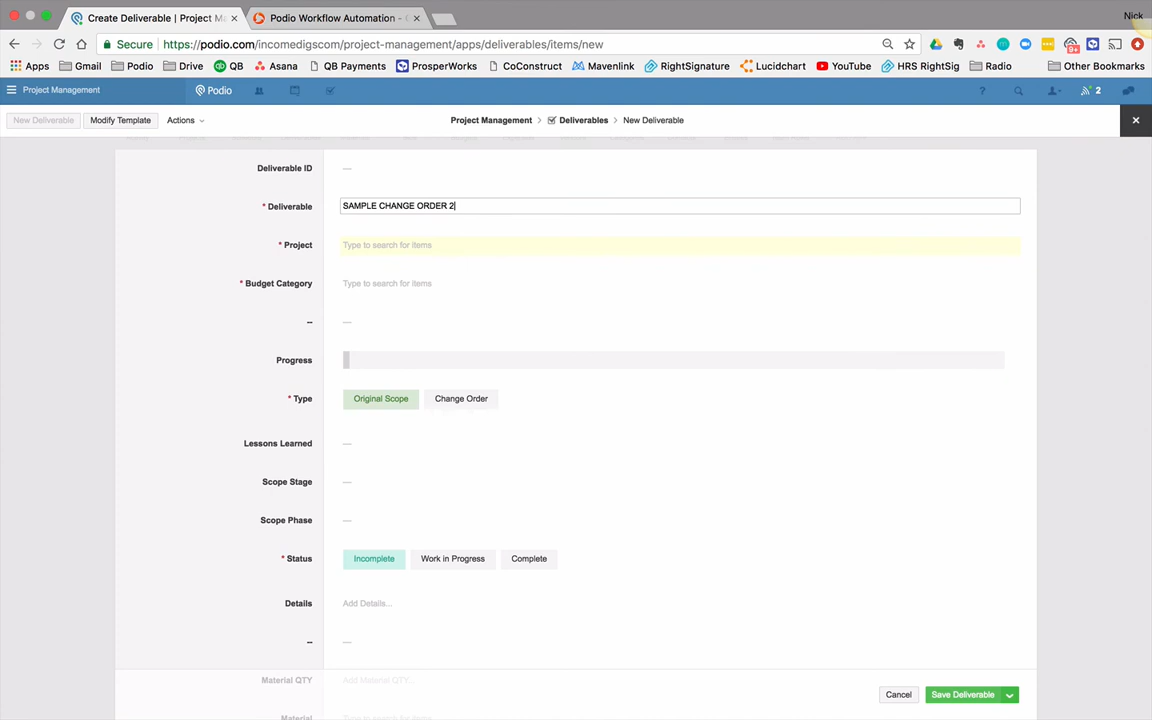 Create Deliverable | Project Ma
Podio Workflow Automation -
Nick
Secure
https://podio.com/incomedigscom/project-management/apps/deliverables/items/new
Apps Gmail Podio Drive QB Asana QB Payments ProsperWorks CoConstruct Mavenlink RightSignature Lucidchart YouTube HRS RightSig Radio Other Bookmarks
Project Management Podio ? 2
New Deliverable Modify Template Actions Project Management > Deliverables > New Deliverable
Deliverable ID —
* Deliverable SAMPLE CHANGE ORDER 2
* Project Type to search for items
* Budget Category Type to search for items
-- —
Progress
* Type Original Scope Change Order
Lessons Learned —
Scope Stage —
Scope Phase —
* Status Incomplete Work in Progress Complete
Details Add Details...
-- —
Material QTY Add Material QTY...
Cancel Save Deliverable
Material